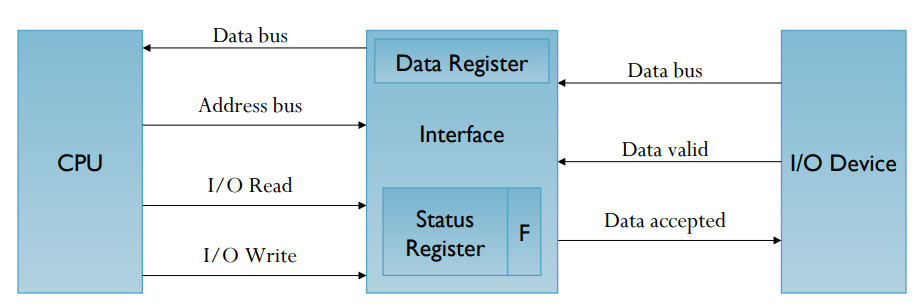 Data bus
Data Register
Data bus
Address bus
Interface
Data valid
CPU
I/O Device
I/O Read
Status
Register
F
Data accepted
I/O Write